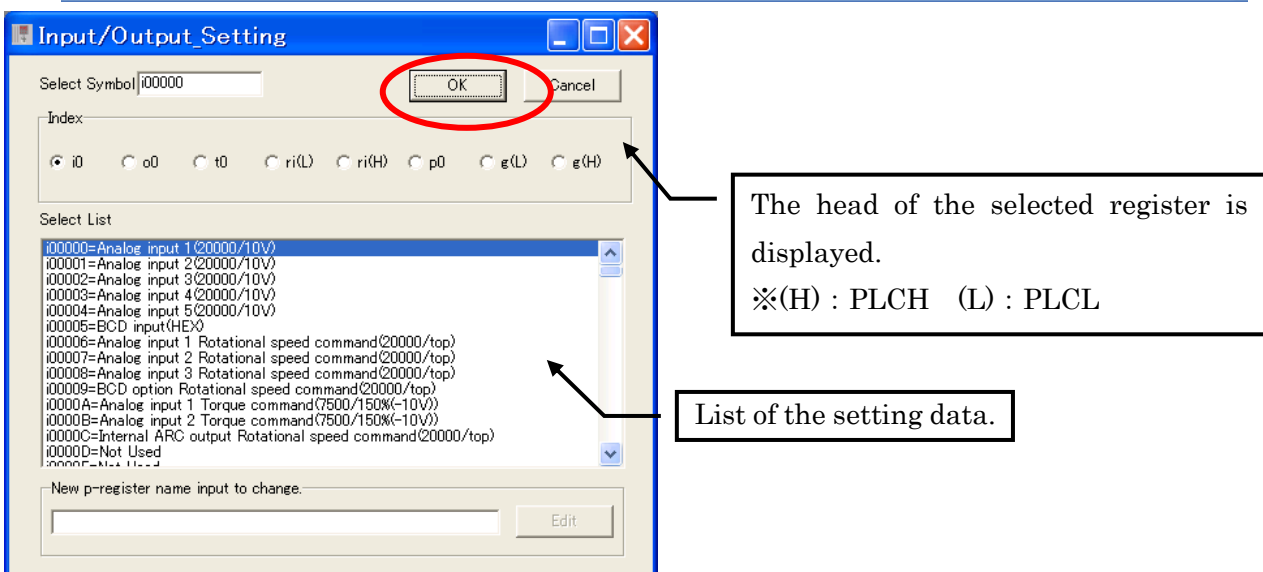 Input/Output_Setting
Select Symbol i00000 OK Cancel
Index
i0 o0 t0 ri(L) ri(H) p0 g(L) g(H)
Select List
i00000=Analog input 1(20000/10V)
i00001=Analog input 2(20000/10V)
i00002=Analog input 3(20000/10V)
i00003=Analog input 4(20000/10V)
i00004=Analog input 5(20000/10V)
i00005=BCD input(HEX)
i00006=Analog input 1 Rotational speed command(20000/top)
i00007=Analog input 2 Rotational speed command(20000/top)
i00008=Analog input 3 Rotational speed command(20000/top)
i00009=BCD option Rotational speed command(20000/top)
i0000A=Analog input 1 Torque command(7500/150%(-10V))
i0000B=Analog input 2 Torque command(7500/150%(-10V))
i0000C=Internal ARC output Rotational speed command(20000/top)
i0000D=Not Used
i0000E=Not Used
New p-register name input to change.
Edit
The head of the selected register is
displayed.
※(H) : PLCH (L) : PLCL
List of the setting data.